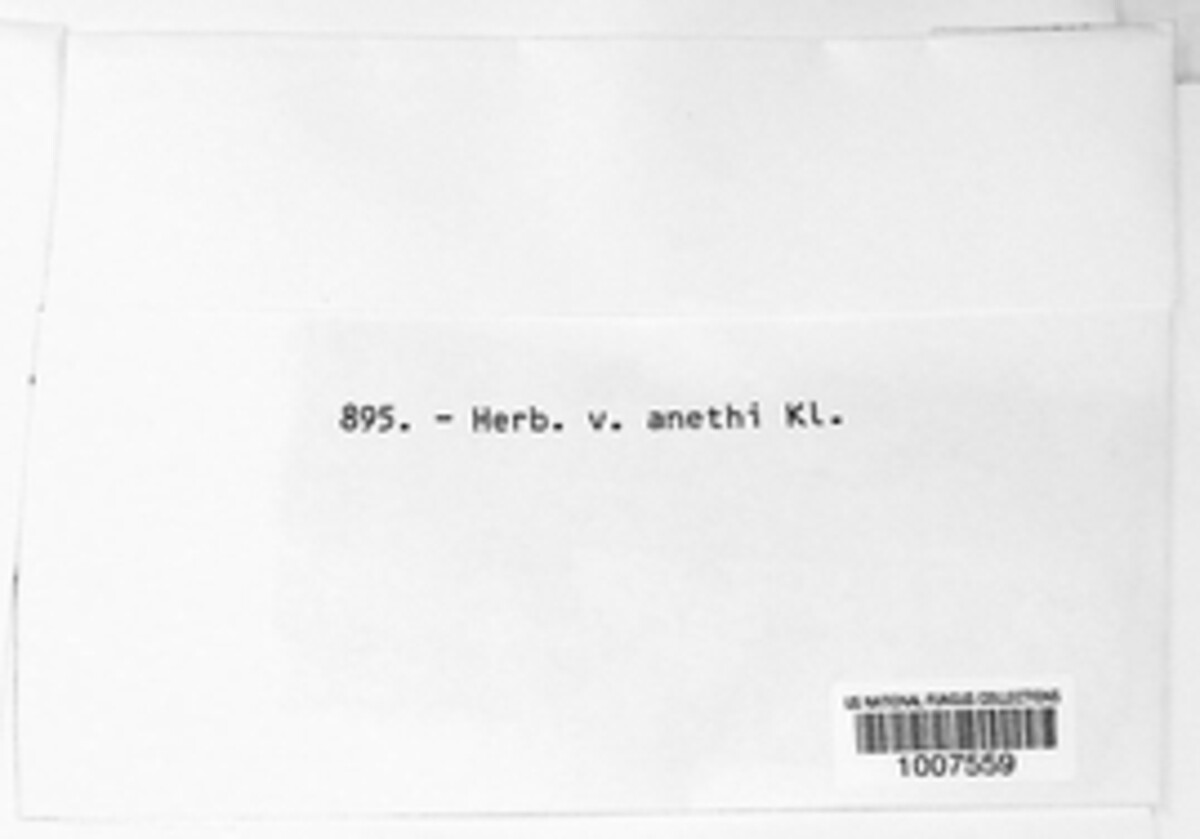 895. - Herb. v. anethi Kl.
US NATIONAL FUNGUS COLLECTIONS
1007559